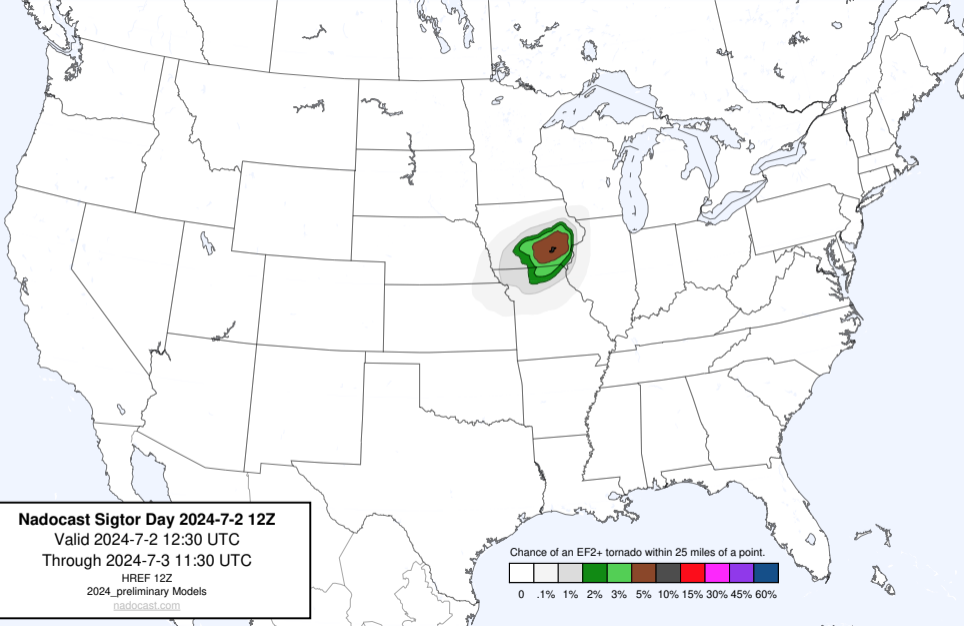 Nadocast Sigtor Day 2024-7-2 12Z
Valid 2024-7-2 12:30 UTC
Through 2024-7-3 11:30 UTC
HREF 12Z
2024_preliminary Models
nadocast.com
Chance of an EF2+ tornado within 25 miles of a point.
0 .1% 1% 2% 3% 5% 10% 15% 30% 45% 60%